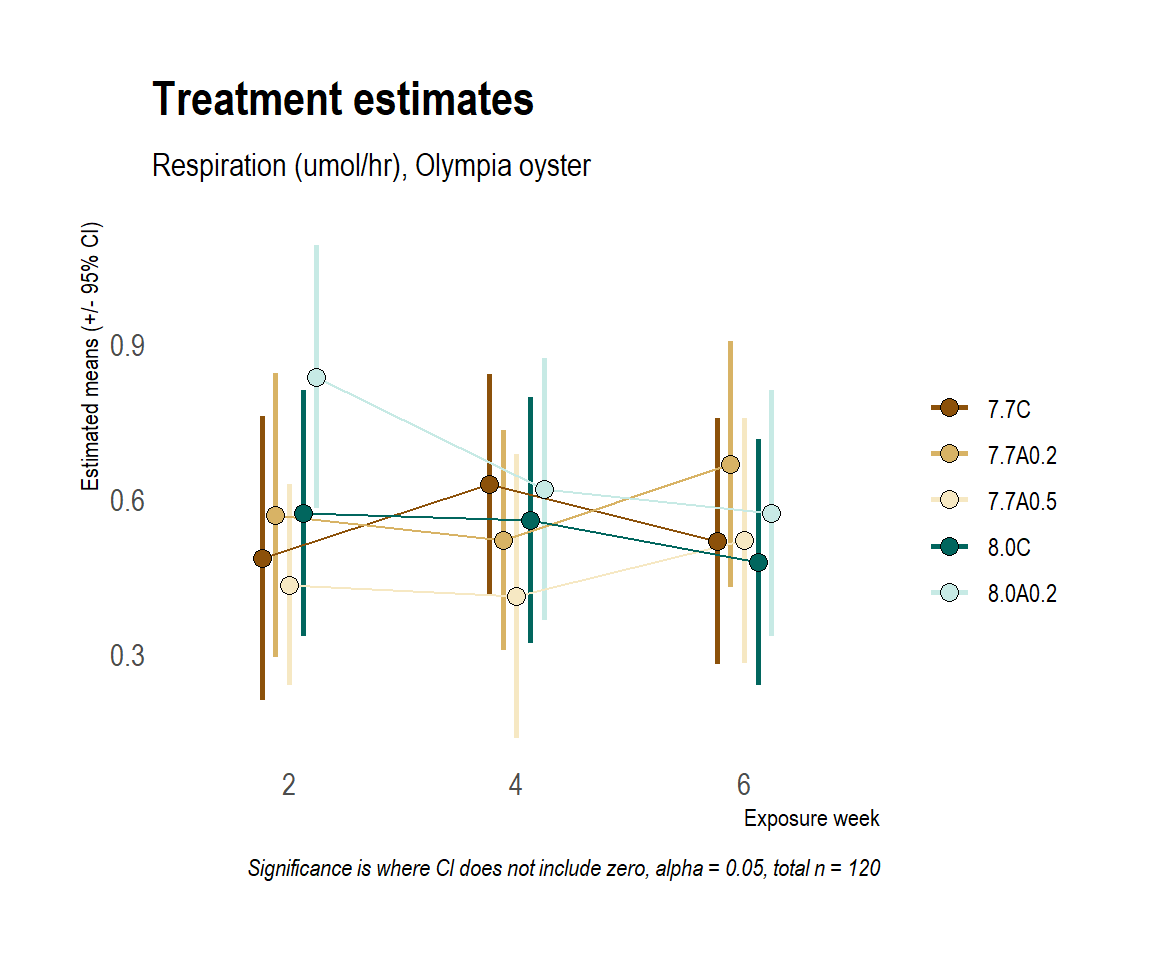 Treatment estimates
Respiration (umol/hr), Olympia oyster
Estimated means (+/- 95% CI)
0.9
0.6
0.3
2
4
6
Exposure week
7.7C
7.7A0.2
7.7A0.5
8.0C
8.0A0.2
Significance is where CI does not include zero, alpha = 0.05, total n = 120